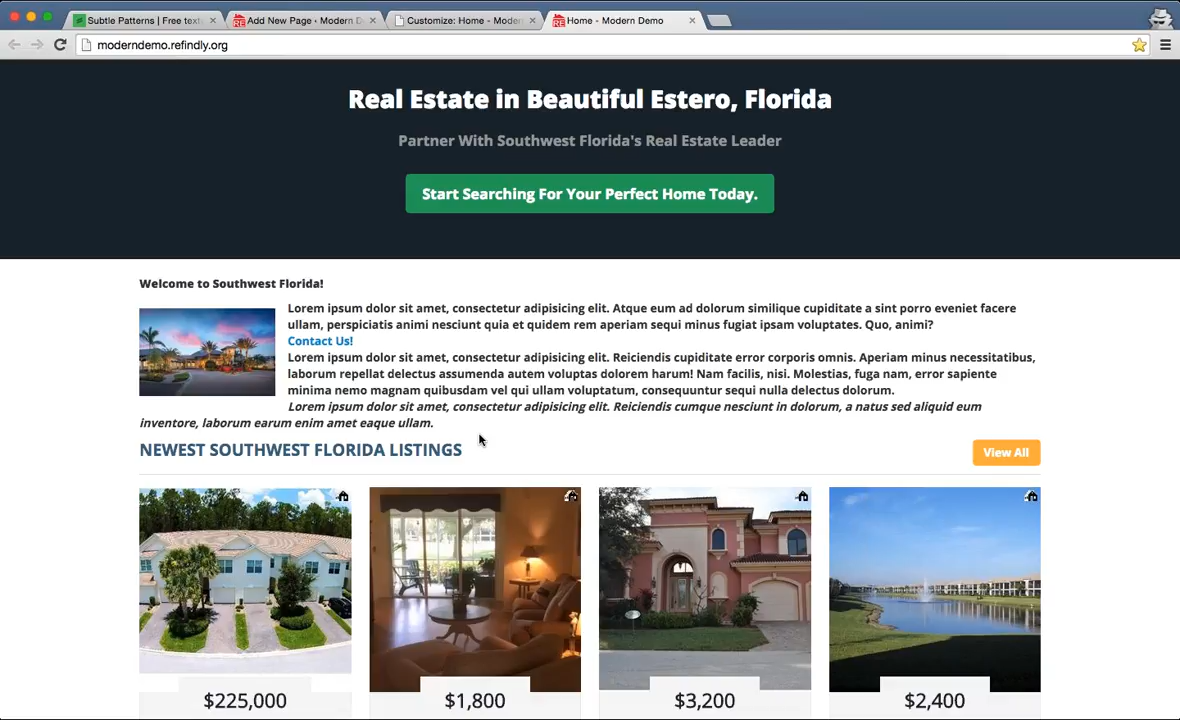 Subtle Patterns | Free text
Add New Page ‹ Modern D
Customize: Home - Modern
Home - Modern Demo
moderndemo.refindly.org
Real Estate in Beautiful Estero, Florida
Partner With Southwest Florida's Real Estate Leader
Start Searching For Your Perfect Home Today.
Welcome to Southwest Florida!
Lorem ipsum dolor sit amet, consectetur adipisicing elit. Atque eum ad dolorum similique cupiditate a sint porro eveniet facere
ullam, perspiciatis animi nesciunt quia et quidem rem aperiam sequi minus fugiat ipsam voluptates. Quo, animi?
Contact Us!
Lorem ipsum dolor sit amet, consectetur adipisicing elit. Reiciendis cupiditate error corporis omnis. Aperiam minus necessitatibus,
laborum repellat delectus assumenda autem voluptas dolorem harum! Nam facilis, nisi. Molestias, fuga nam, error sapiente
minima nemo magnam quibusdam vel qui ullam voluptatum, consequuntur sequi nulla delectus dolorum.
Lorem ipsum dolor sit amet, consectetur adipisicing elit. Reiciendis cumque nesciunt in dolorum, a natus sed aliquid eum
inventore, laborum earum enim amet eaque ullam.
NEWEST SOUTHWEST FLORIDA LISTINGS
View All
$225,000
$1,800
$3,200
$2,400